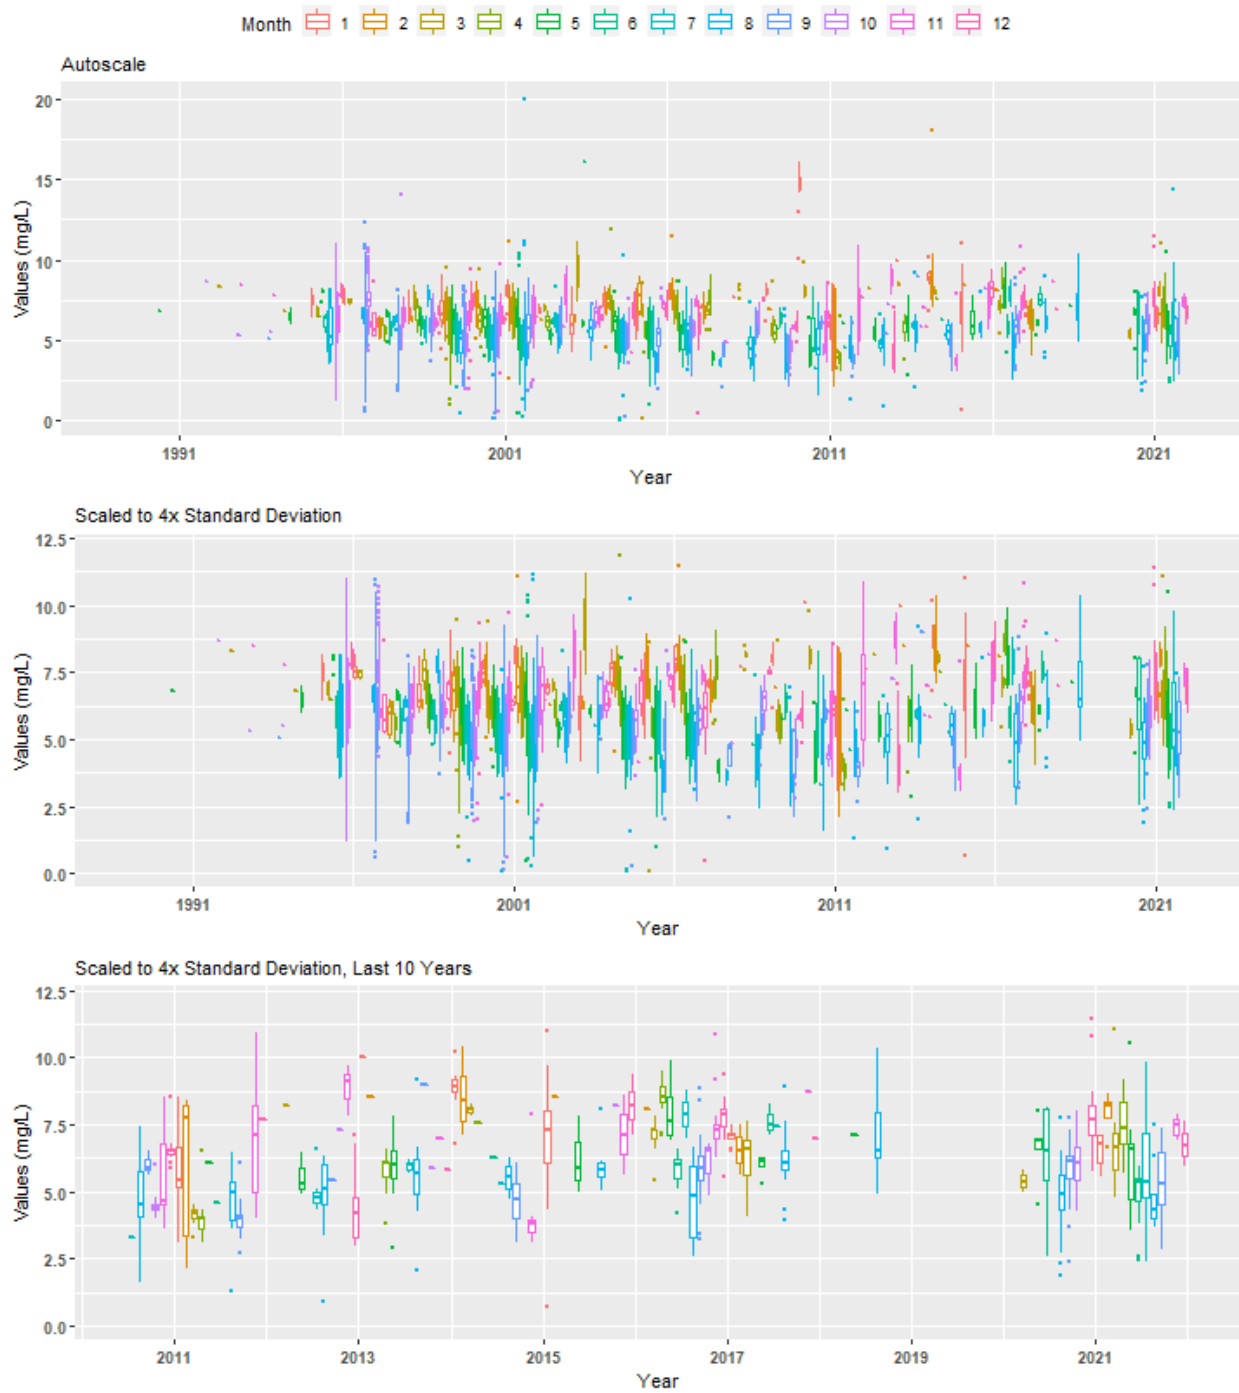 Month 1 2 3 4 5 6 7 8 9 10 11 12
Autoscale
20
15
10
5
0
Values (mg/L)
1991 2001 2011 2021
Year
Scaled to 4x Standard Deviation
12.5
10.0
7.5
5.0
2.5
0.0
Values (mg/L)
1991 2001 2011 2021
Year
Scaled to 4x Standard Deviation, Last 10 Years
12.5
10.0
7.5
5.0
2.5
0.0
Values (mg/L)
2011 2013 2015 2017 2019 2021
Year